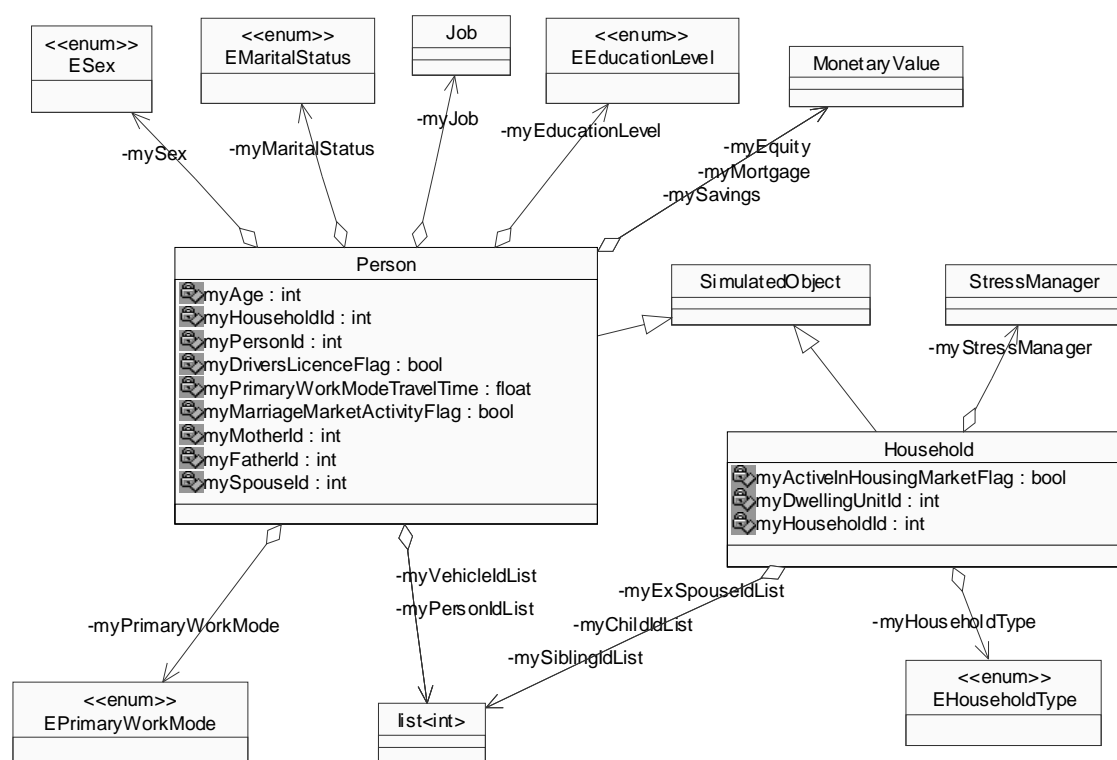 <<enum>>
ESex
<<enum>>
EMaritalStatus
Job
<<enum>>
EEducationLevel
MonetaryValue
-mySex
-myMaritalStatus
-myJob
-myEducationLevel
-myEquity
-myMortgage
-mySavings
Person
myAge : int
myHouseholdId : int
myPersonId : int
myDriversLicenceFlag : bool
myPrimaryWorkModeTravelTime : float
myMarriageMarketActivityFlag : bool
myMotherId : int
myFatherId : int
mySpouseId : int
SimulatedObject
StressManager
-myStressManager
Household
myActiveInHousingMarketFlag : bool
myDwellingUnitId : int
myHouseholdId : int
-myPrimaryWorkMode
-myVehicleIdList
-myPersonIdList
-myExSpouseIdList
-myChildIdList
-mySiblingIdList
-myHouseholdType
<<enum>>
EPrimaryWorkMode
list<int>
<<enum>>
EHouseholdType